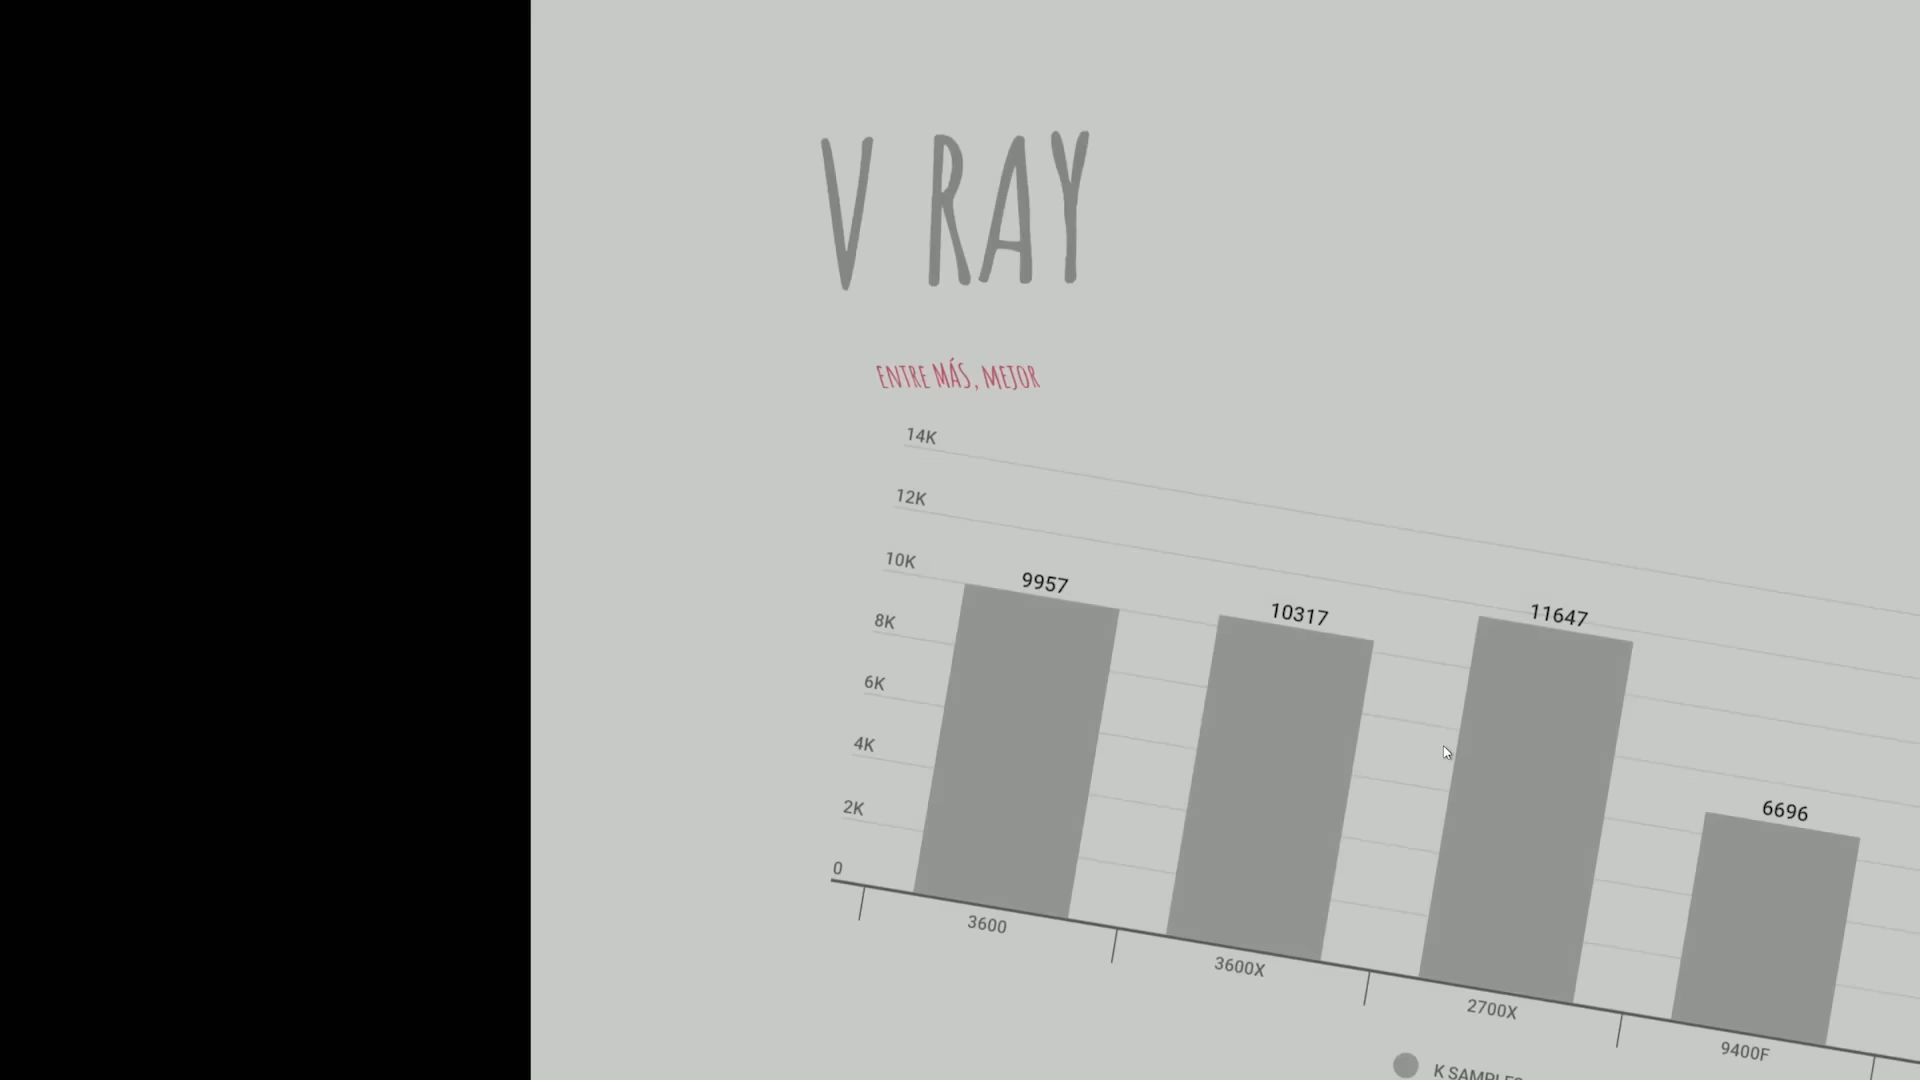 V RAY
ENTRE MÁS, MEJOR
14K
12K
10K
8K
6K
4K
2K
0
9957
10317
11647
6696
3600
3600X
2700X
9400F
K SAMPLES